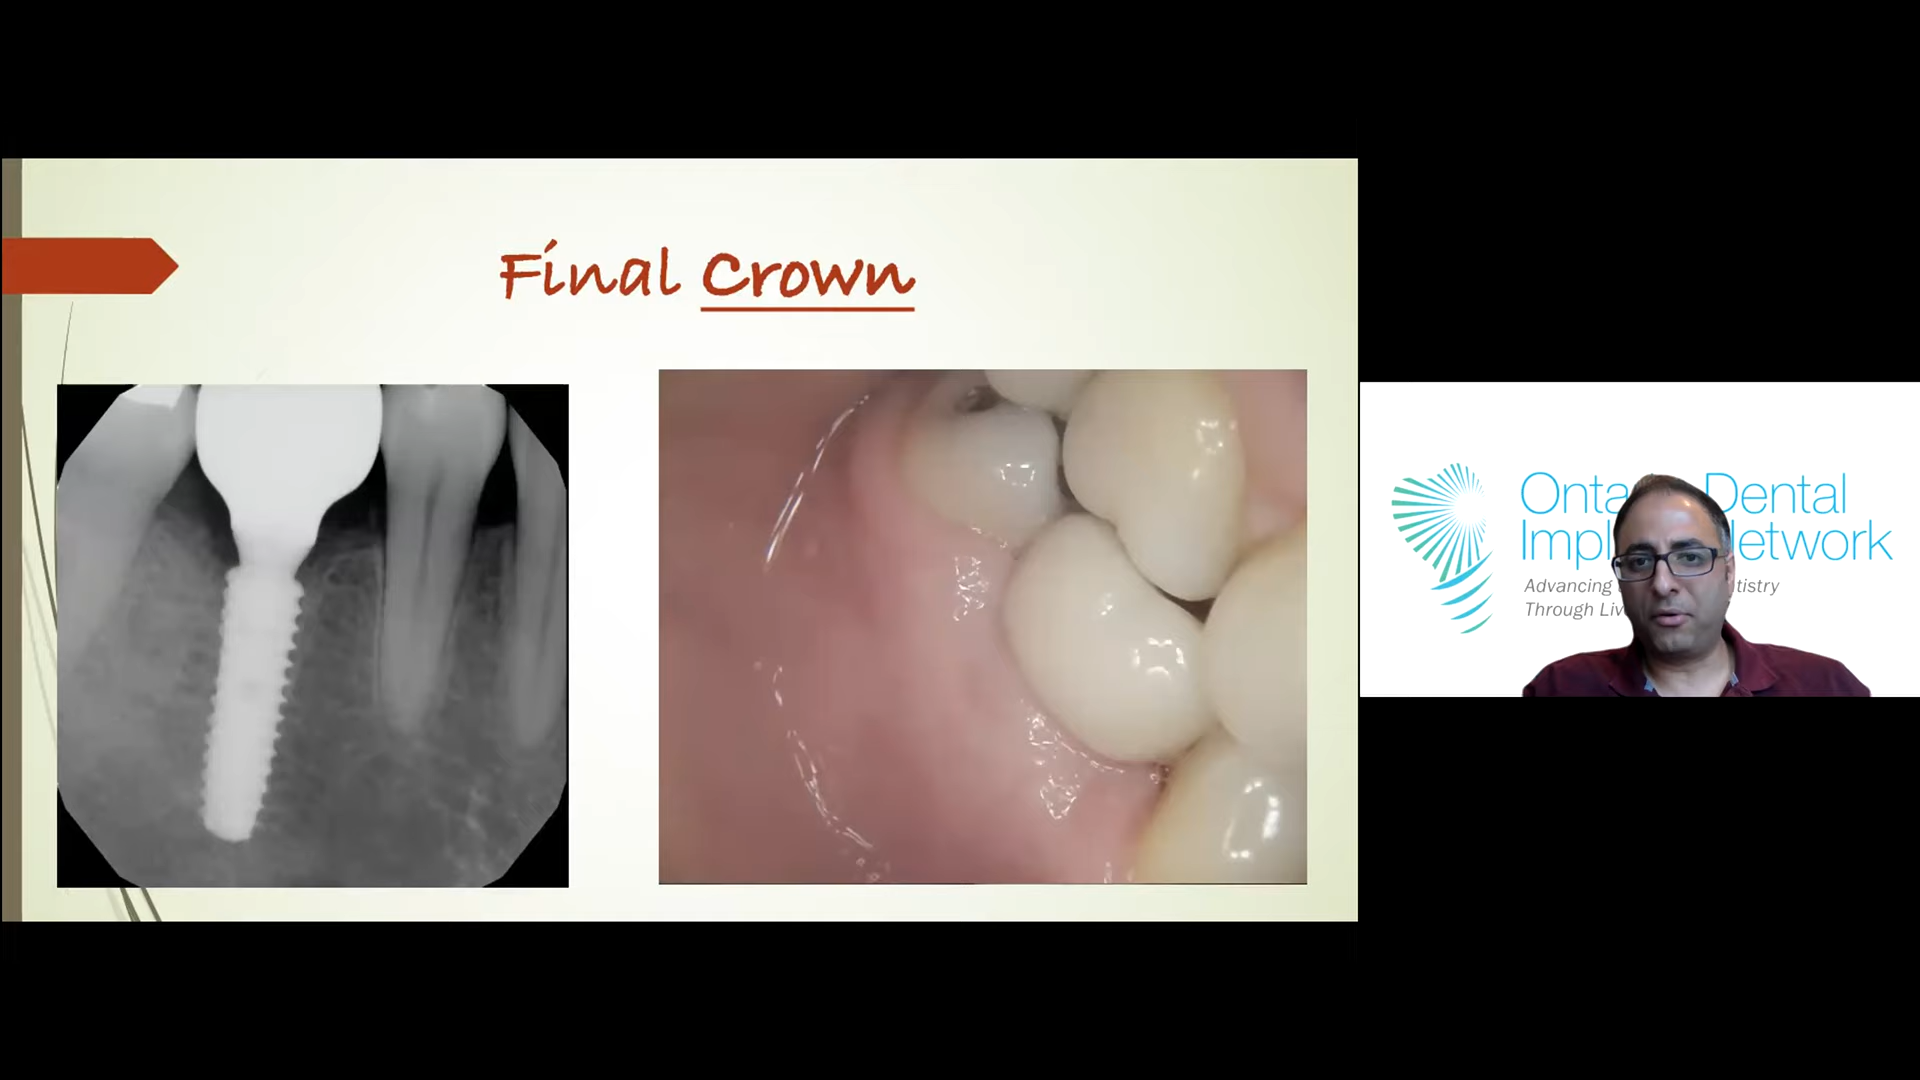 Final Crown
Onta Dental
Impl etwork
Advancing tistry
Through Liv